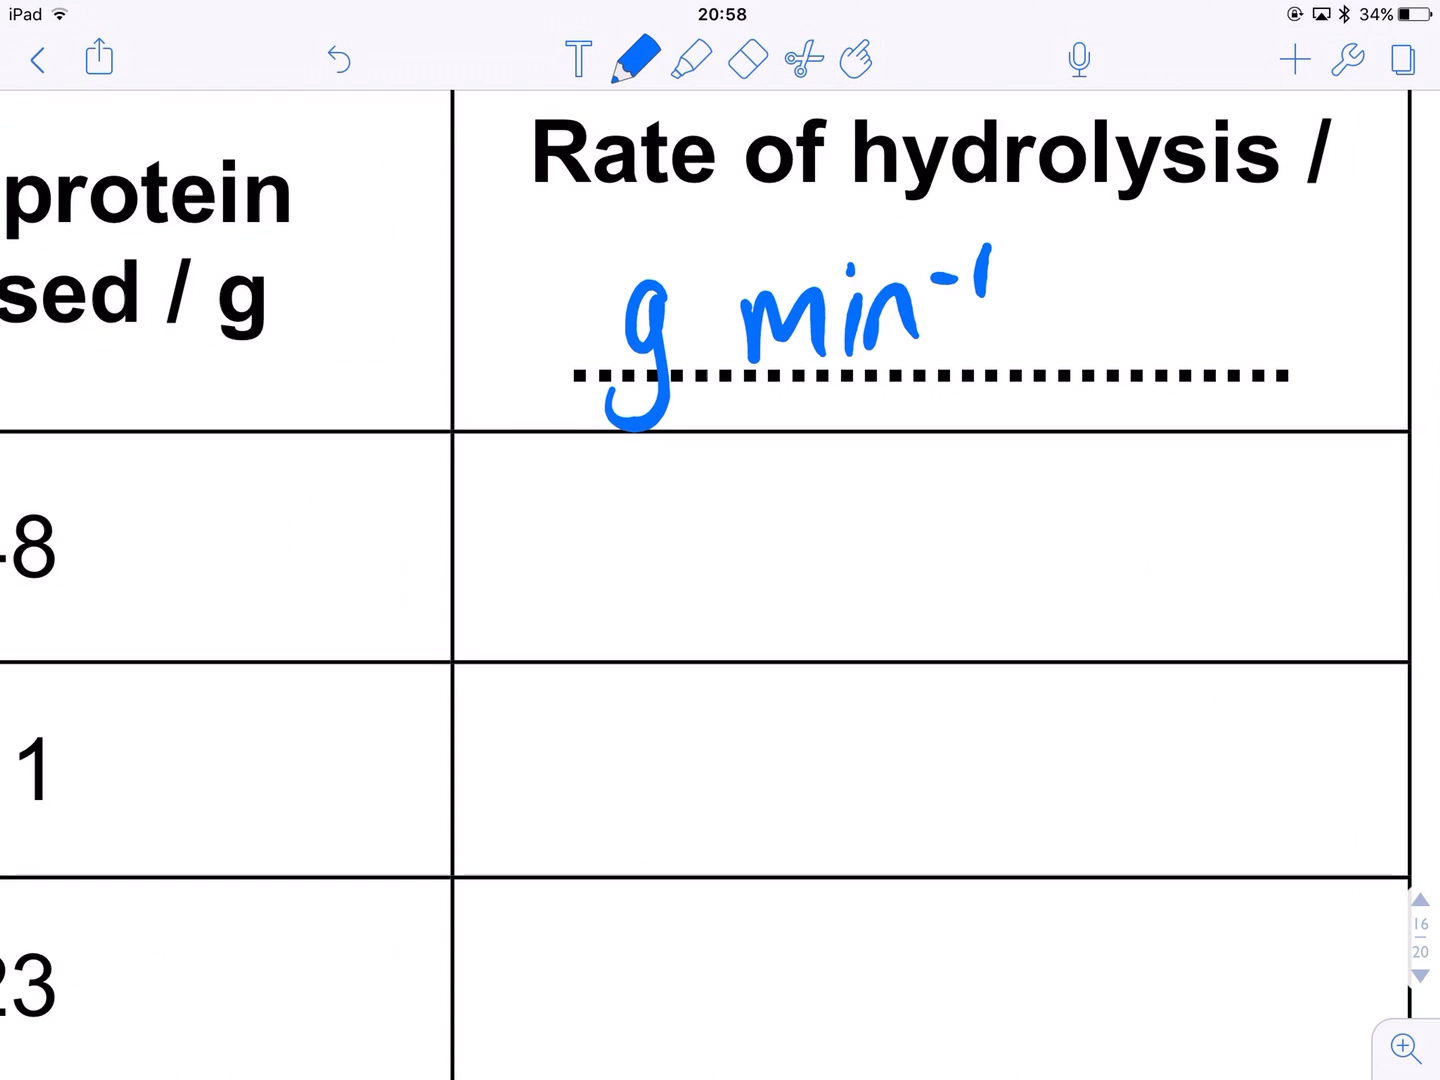 iPad 20:58 34%
T
protein
sed / g
Rate of hydrolysis /
g min⁻¹
8
1
23
16
20